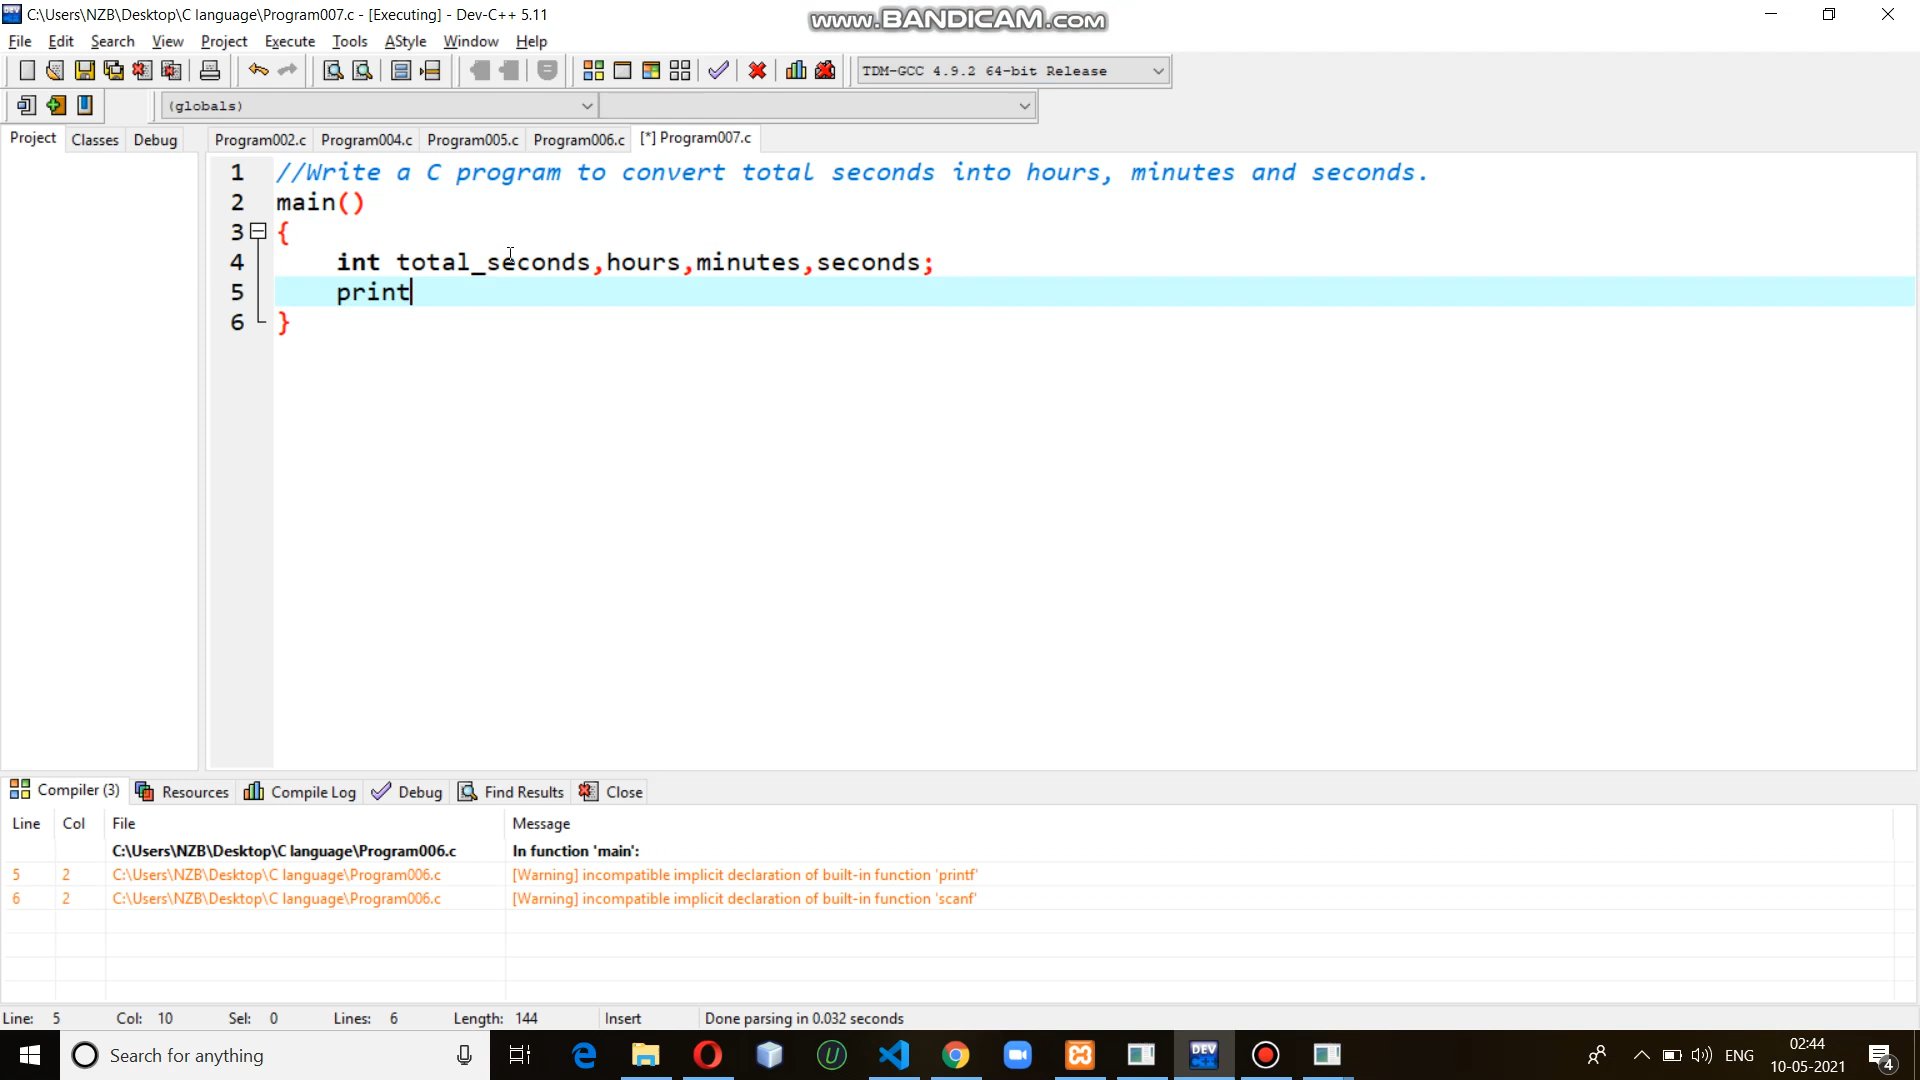 C:\Users\NZB\Desktop\C language\Program007.c - [Executing] - Dev-C++ 5.11
www.BANDICAM.com
File Edit Search View Project Execute Tools AStyle Window Help
TDM-GCC 4.9.2 64-bit Release
(globals)
Project Classes Debug Program002.c Program004.c Program005.c Program006.c [*] Program007.c
1 //Write a C program to convert total seconds into hours, minutes and seconds.
2 main()
3 {
4 int total_seconds,hours,minutes,seconds;
5 print
6 }
Compiler (3) Resources Compile Log Debug Find Results Close
Line Col File Message
C:\Users\NZB\Desktop\C language\Program006.c In function 'main':
5 2 C:\Users\NZB\Desktop\C language\Program006.c [Warning] incompatible implicit declaration of built-in function 'printf'
6 2 C:\Users\NZB\Desktop\C language\Program006.c [Warning] incompatible implicit declaration of built-in function 'scanf'
Line: 5 Col: 10 Sel: 0 Lines: 6 Length: 144 Insert Done parsing in 0.032 seconds
Search for anything
DEV
ENG
02:44
10-05-2021
4